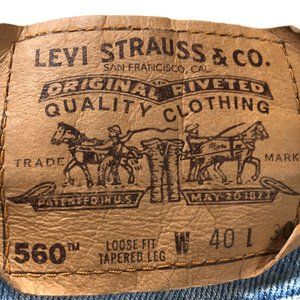 LEVI STRAUSS & CO.
SAN FRANCISCO, CAL.
ORIGINAL RIVETED
QUALITY CLOTHING
TRADE MARK
PATENTED IN U.S. MAY 20 1873
560™ LOOSE FIT W 40 L 30
TAPERED LEG